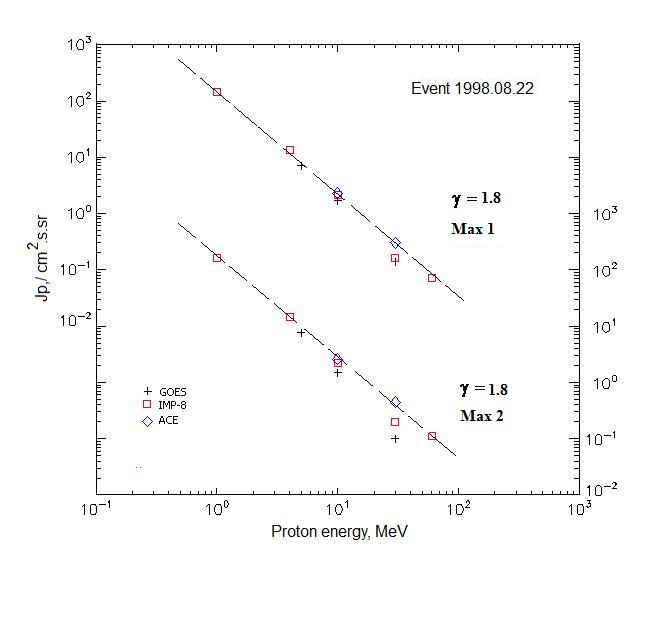 10³
10²
10¹
10⁰
10⁻¹
10⁻²
Jp,/ cm².s.sr
Event 1998.08.22
γ = 1.8
Max 1
10³
10²
10¹
10⁰
10⁻¹
10⁻²
γ = 1.8
Max 2
GOES
IMP-8
ACE
10⁻¹ 10⁰ 10¹ 10² 10³
Proton energy, MeV